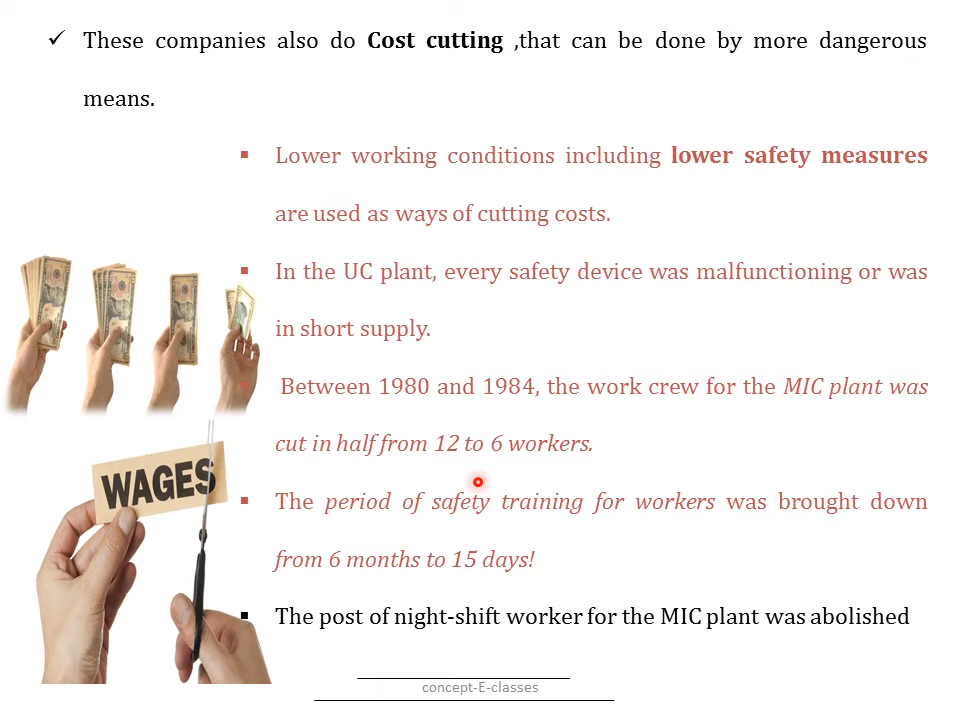 ✓ These companies also do Cost cutting ,that can be done by more dangerous
means.
▪ Lower working conditions including lower safety measures
are used as ways of cutting costs.
▪ In the UC plant, every safety device was malfunctioning or was
in short supply.
▪ Between 1980 and 1984, the work crew for the MIC plant was
cut in half from 12 to 6 workers.
▪ The period of safety training for workers was brought down
from 6 months to 15 days!
▪ The post of night-shift worker for the MIC plant was abolished
WAGES
concept-E-classes